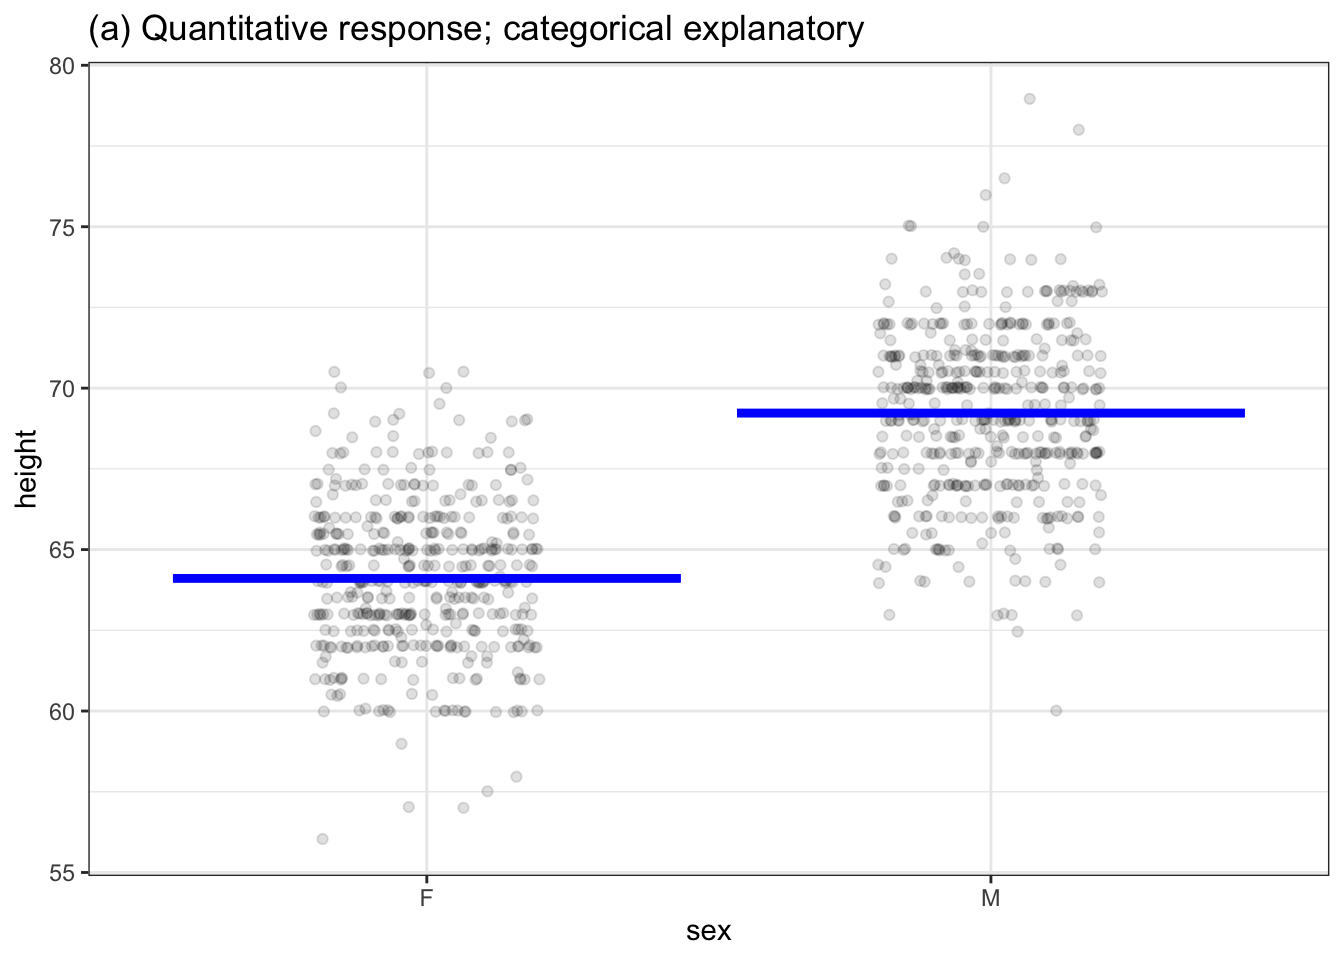 (a) Quantitative response; categorical explanatory
80
75
70
65
60
55
height
F
M
sex